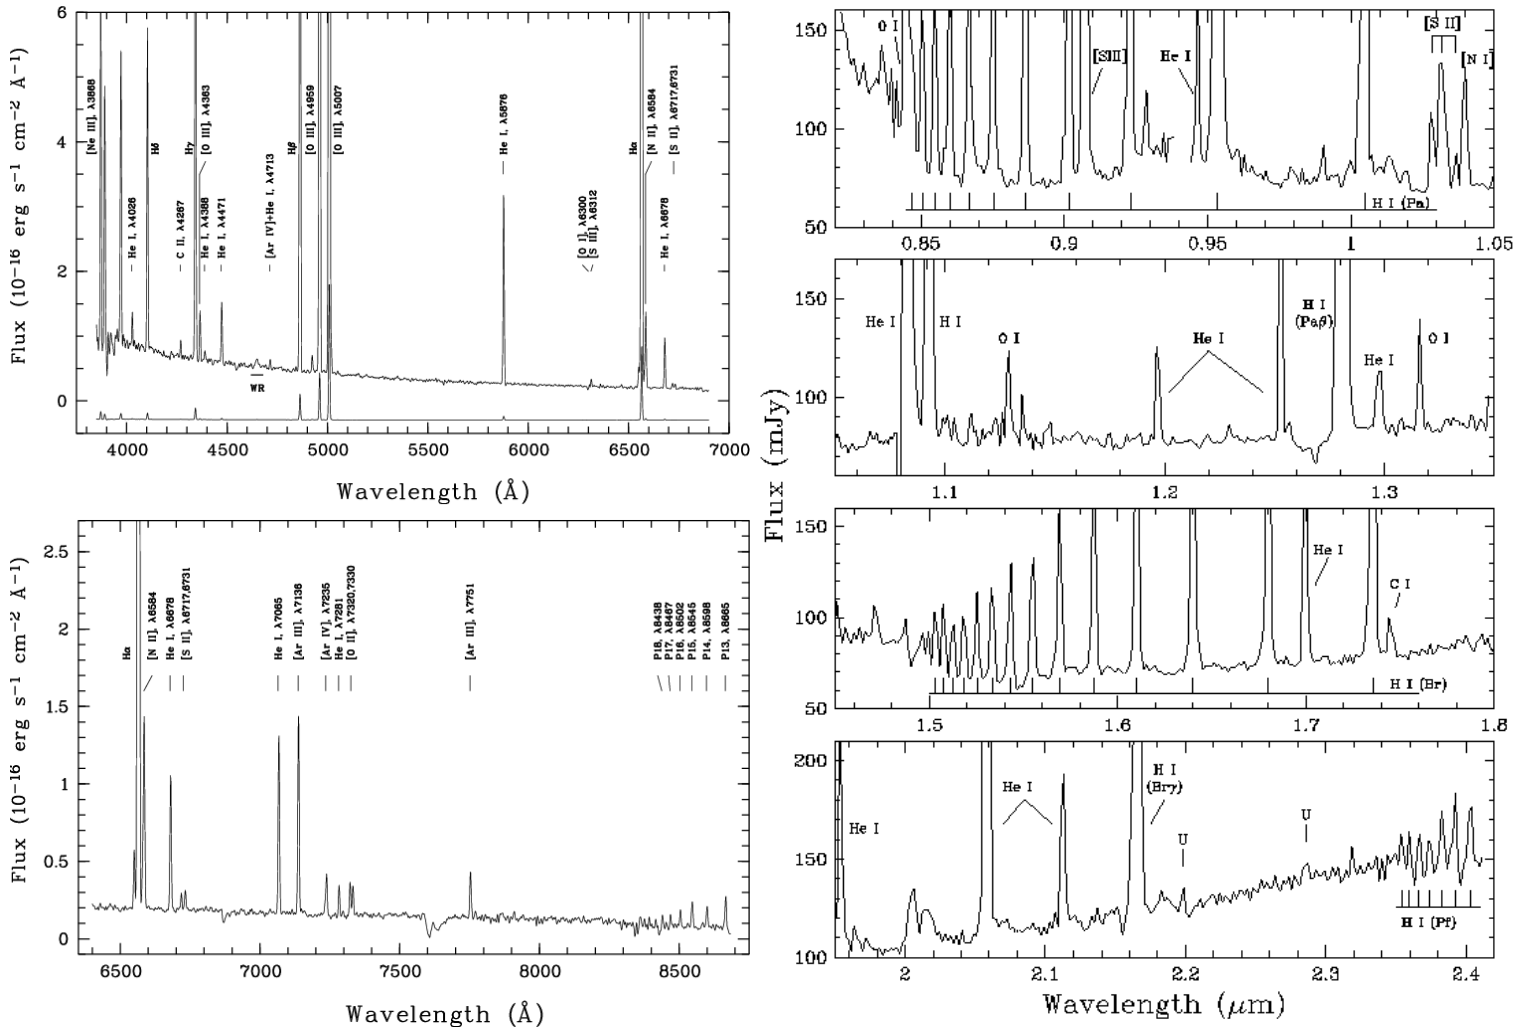 6
4
2
0
Flux (10−16 erg s−1 cm−2 Å−1)
[Ne III], λ3868
He I, λ4026
Hδ
C II, λ4267
Hγ
[O III], λ4363
He I, λ4388
He I, λ4471
[Ar IV]+He I, λ4713
WR
Hβ
[O III], λ4959
[O III], λ5007
He I, λ5876
[O I], λ6300
[S III], λ6312
Hα
[N II], λ6584
He I, λ6678
[S II], λ6717,6731
4000 4500 5000 5500 6000 6500 7000
Wavelength (Å)
2.5
2
1.5
1
0.5
0
Flux (10−16 erg s−1 cm−2 Å−1)
Hα
[N II], λ6584
He I, λ6678
[S II], λ6717,6731
He I, λ7065
[Ar III], λ7136
[Ar IV], λ7235
He I, λ7281
[O II], λ7320,7330
[Ar III], λ7751
P18, λ8438
P17, λ8467
P16, λ8502
P15, λ8545
P14, λ8598
P13, λ8665
6500 7000 7500 8000 8500
Wavelength (Å)
Flux (mJy)
150
100
50
O I
[SIII]
He I
[S II]
[N I]
H I (Pa)
0.85 0.9 0.95 1 1.05
150
100
He I
H I
O I
He I
H I
(Paβ)
He I
O I
1.1 1.2 1.3
150
100
50
He I
C I
H I (Br)
1.5 1.6 1.7 1.8
200
150
100
He I
He I
H I
(Brγ)
U
U
H I (Pf)
2 2.1 2.2 2.3 2.4
Wavelength (μm)